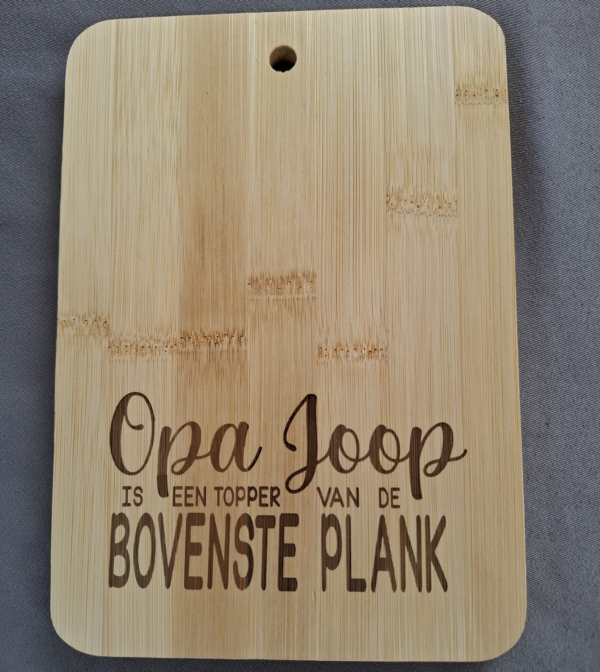 Opa Joop
IS EEN TOPPER VAN DE
BOVENSTE PLANK